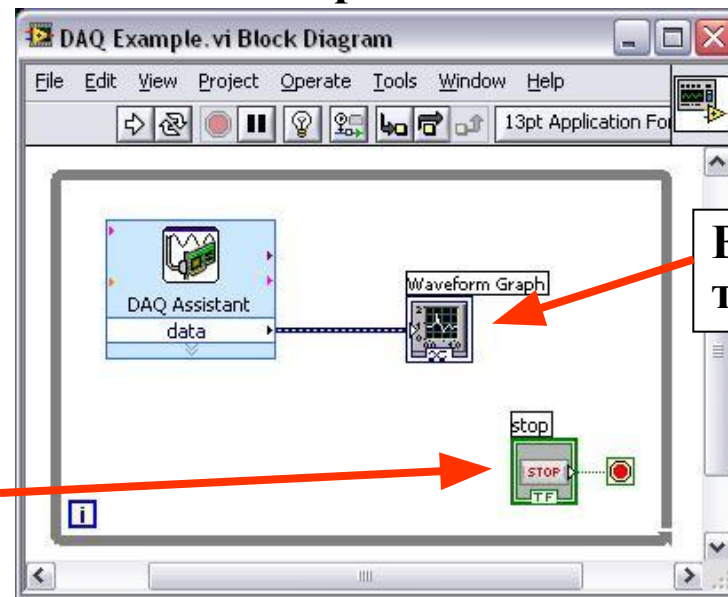 DAQ Example.vi Block Diagram
File Edit View Project Operate Tools Window Help
13pt Application
Waveform Graph
DAQ Assistant
data
stop
STOP
TF
i